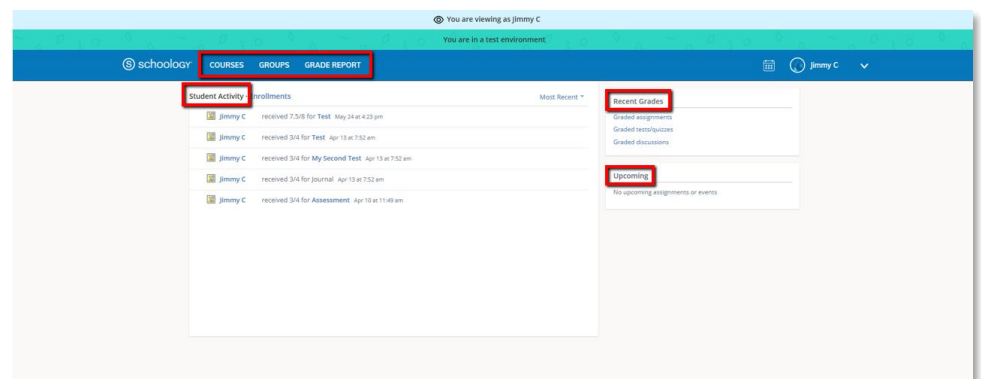 You are viewing as Jimmy C
You are in a test environment
S schoology COURSES GROUPS GRADE REPORT Jimmy C
Student Activity · Enrollments Most Recent
Jimmy C received 7.5/8 for Test May 24 at 4:23 pm
Jimmy C received 3/4 for Test Apr 13 at 7:52 am
Jimmy C received 3/4 for My Second Test Apr 13 at 7:52 am
Jimmy C received 3/4 for Journal Apr 13 at 7:52 am
Jimmy C received 3/4 for Assessment Apr 10 at 11:49 am
Recent Grades
Graded assignments
Graded tests/quizzes
Graded discussions
Upcoming
No upcoming assignments or events